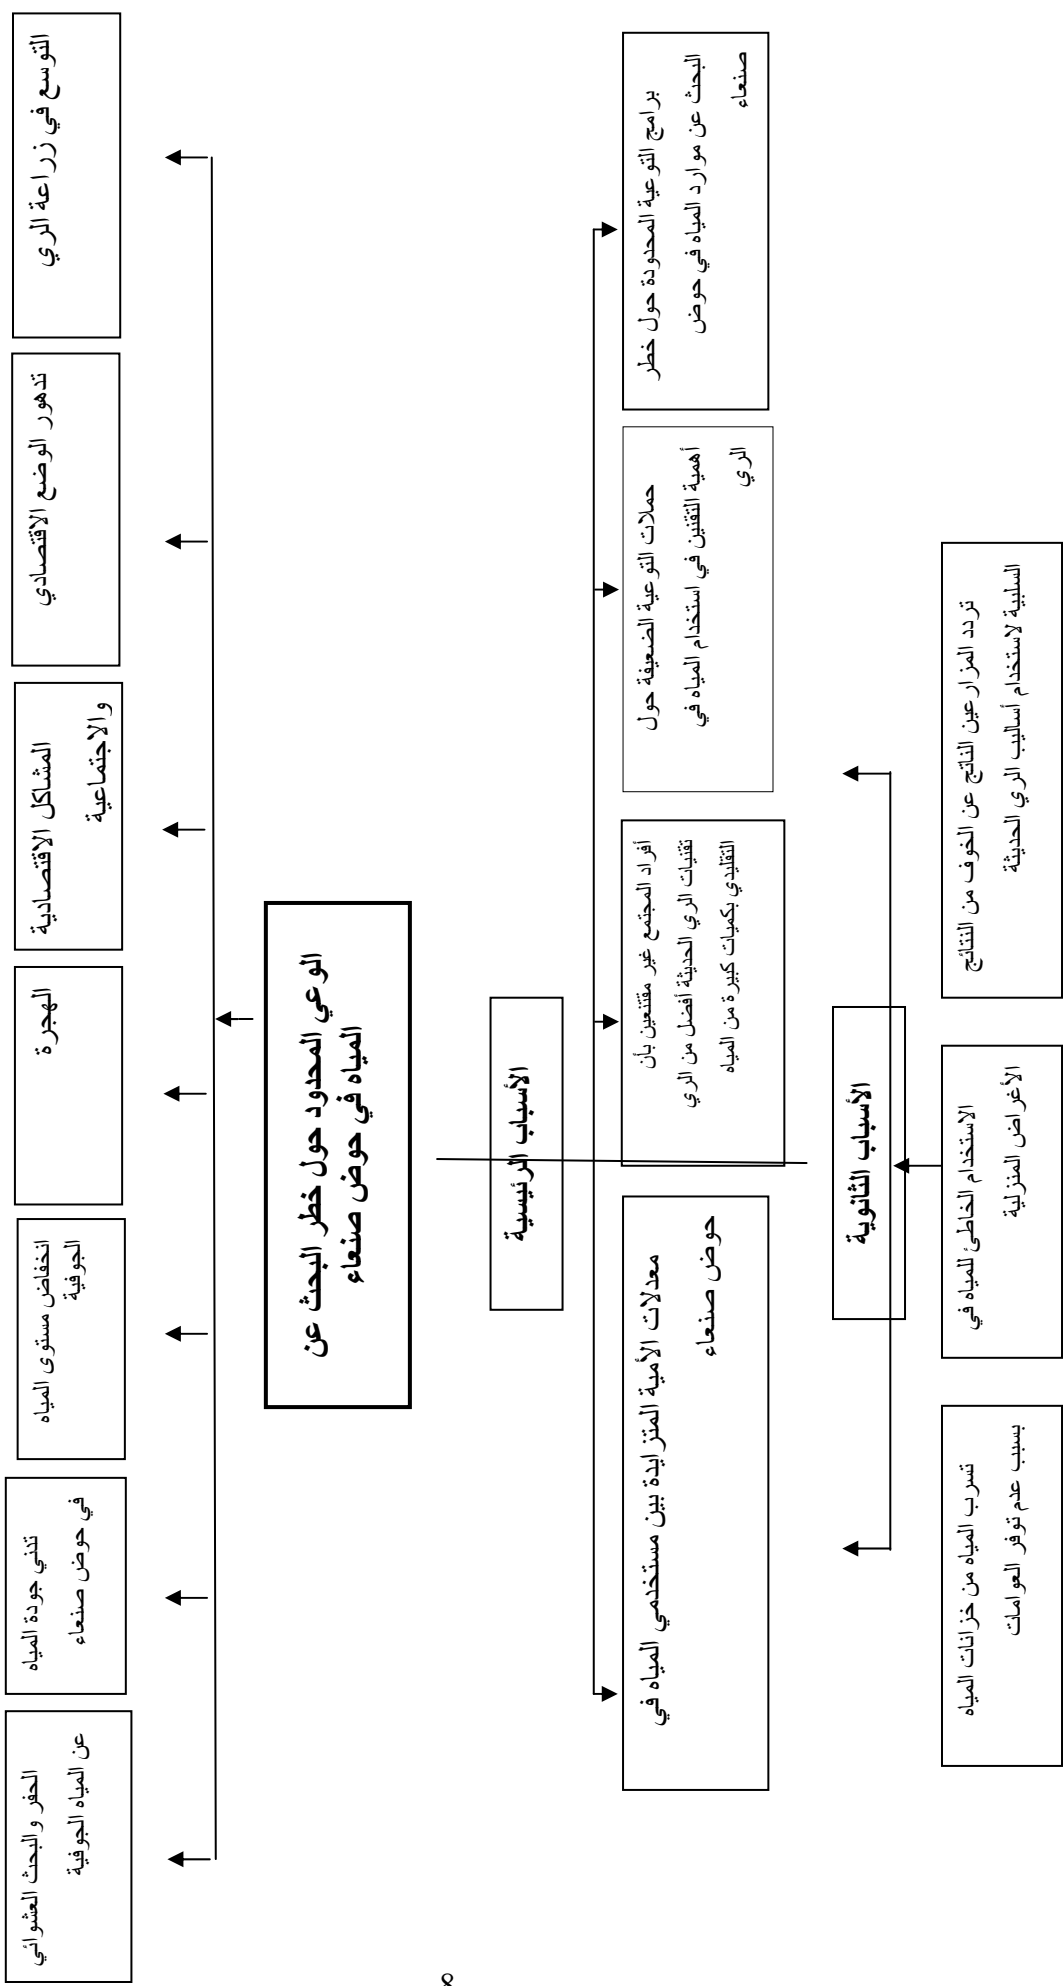 التوسع في زراعة الري
تدهور الوضع الاقتصادي
المشاكل الاقتصادية
والاجتماعية
الهجرة
انخفاض مستوى المياه
الجوفية
تدني جودة المياه
في حوض صنعاء
الحفر والبحث العشوائي
عن المياه الجوفية
الوعي المحدود حول خطر البحث عن
المياه في حوض صنعاء
الأسباب الرئيسية
برامج التوعية المحدودة حول خطر
البحث عن موارد المياه في حوض
صنعاء
حملات التوعية الضعيفة حول
أهمية التقنين في استخدام المياه في
الري
أفراد المجتمع غير مقتنعين بأن
تقنيات الري الحديثة أفضل من الري
التقليدي بكميات كبيرة من المياه
معدلات الأمية المتزايدة بين مستخدمي المياه في
حوض صنعاء
الأسباب الثانوية
تردد المزارعين الناتج عن الخوف من النتائج
السلبية لاستخدام أساليب الري الحديثة
الاستخدام الخاطئ للمياه في
الأغراض المنزلية
تسرب المياه من خزانات المياه
بسبب عدم توفر العوامات
8